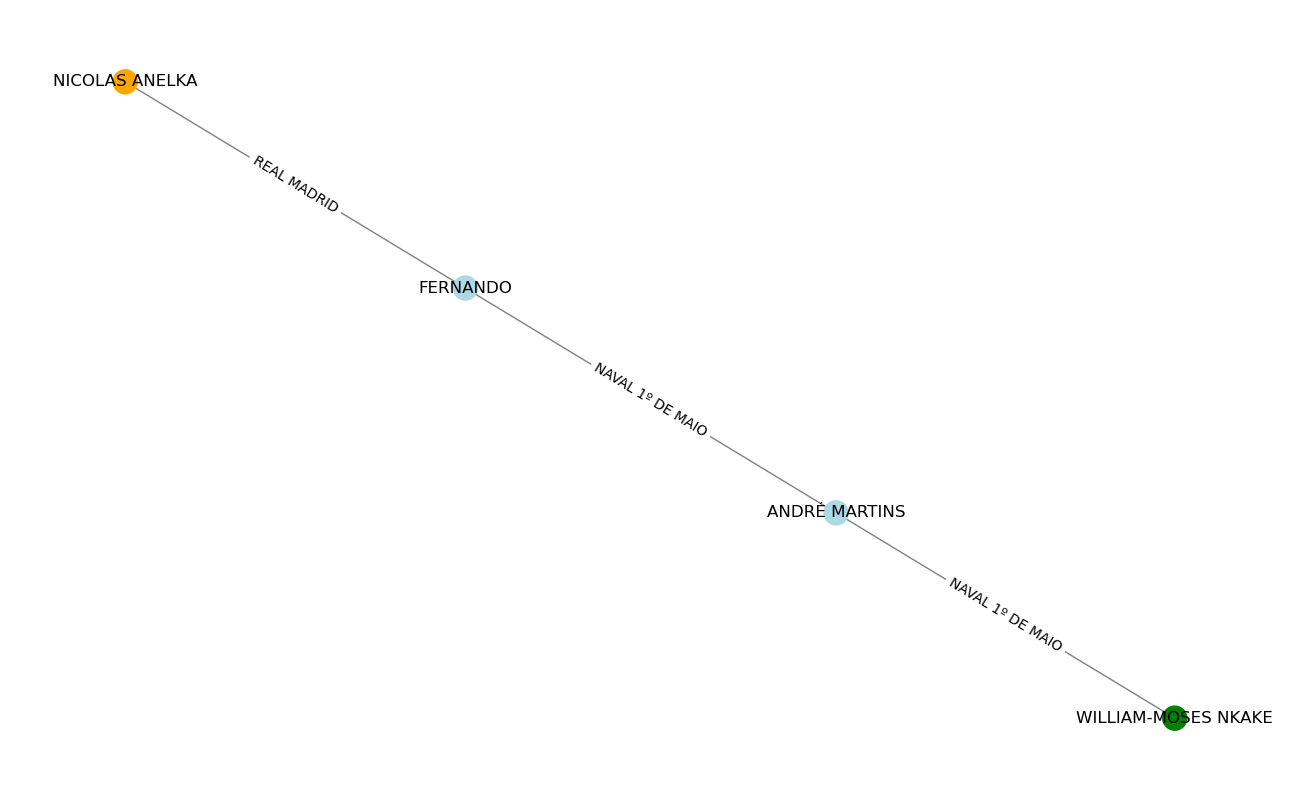 NICOLAS ANELKA
REAL MADRID
FERNANDO
NAVAL 1º DE MAIO
ANDRÉ MARTINS
NAVAL 1º DE MAIO
WILLIAM-MOSES NKAKE